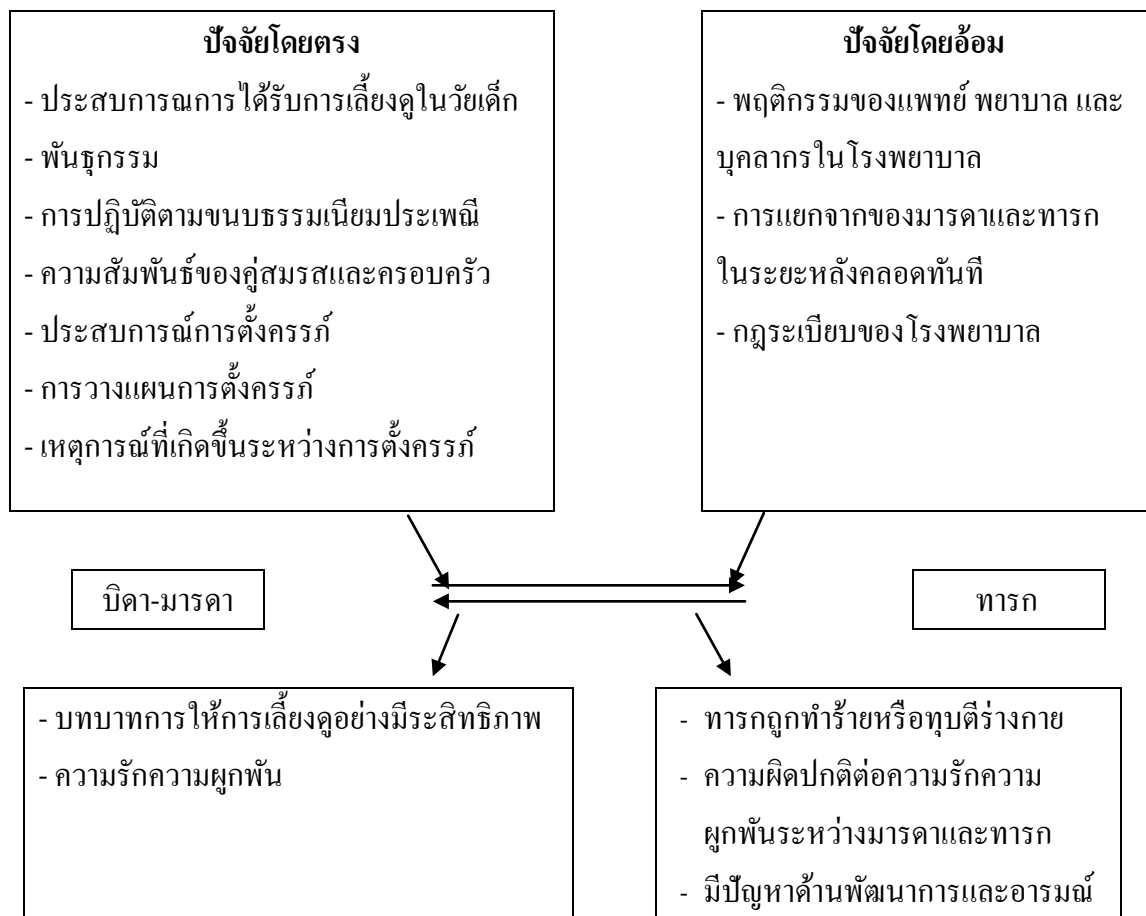 ปัจจัยโดยตรง
- ประสบการณการได้รับการเลี้ยงดูในวัยเด็ก
- พันธุกรรม
- การปฏิบัติตามขนบธรรมเนียมประเพณี
- ความสัมพันธ์ของคู่สมรสและครอบครัว
- ประสบการณ์การตั้งครรภ์
- การวางแผนการตั้งครรภ์
- เหตุการณ์ที่เกิดขึ้นระหว่างการตั้งครรภ์
ปัจจัยโดยอ้อม
- พฤติกรรมของแพทย์ พยาบาล และ
บุคลากรในโรงพยาบาล
- การแยกจากของมารดาและทารก
ในระยะหลังคลอดทันที
- กฎระเบียบของโรงพยาบาล
บิดา-มารดา
ทารก
- บทบาทการให้การเลี้ยงดูอย่างมีระสิทธิภาพ
- ความรักความผูกพัน
- ทารกถูกทำร้ายหรือทุบตีร่างกาย
- ความผิดปกติต่อความรักความ
ผูกพันระหว่างมารดาและทารก
- มีปัญหาด้านพัฒนาการและอารมณ์